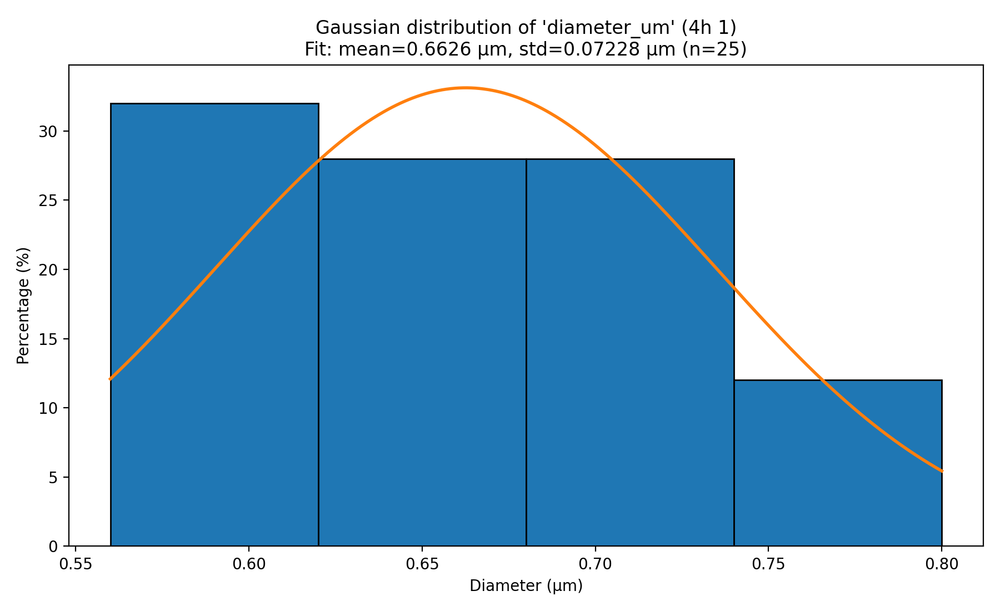 Gaussian distribution of 'diameter_um' (4h 1)
Fit: mean=0.6626 µm, std=0.07228 µm (n=25)
Percentage (%)
30
25
20
15
10
5
0
0.55 0.60 0.65 0.70 0.75 0.80
Diameter (µm)